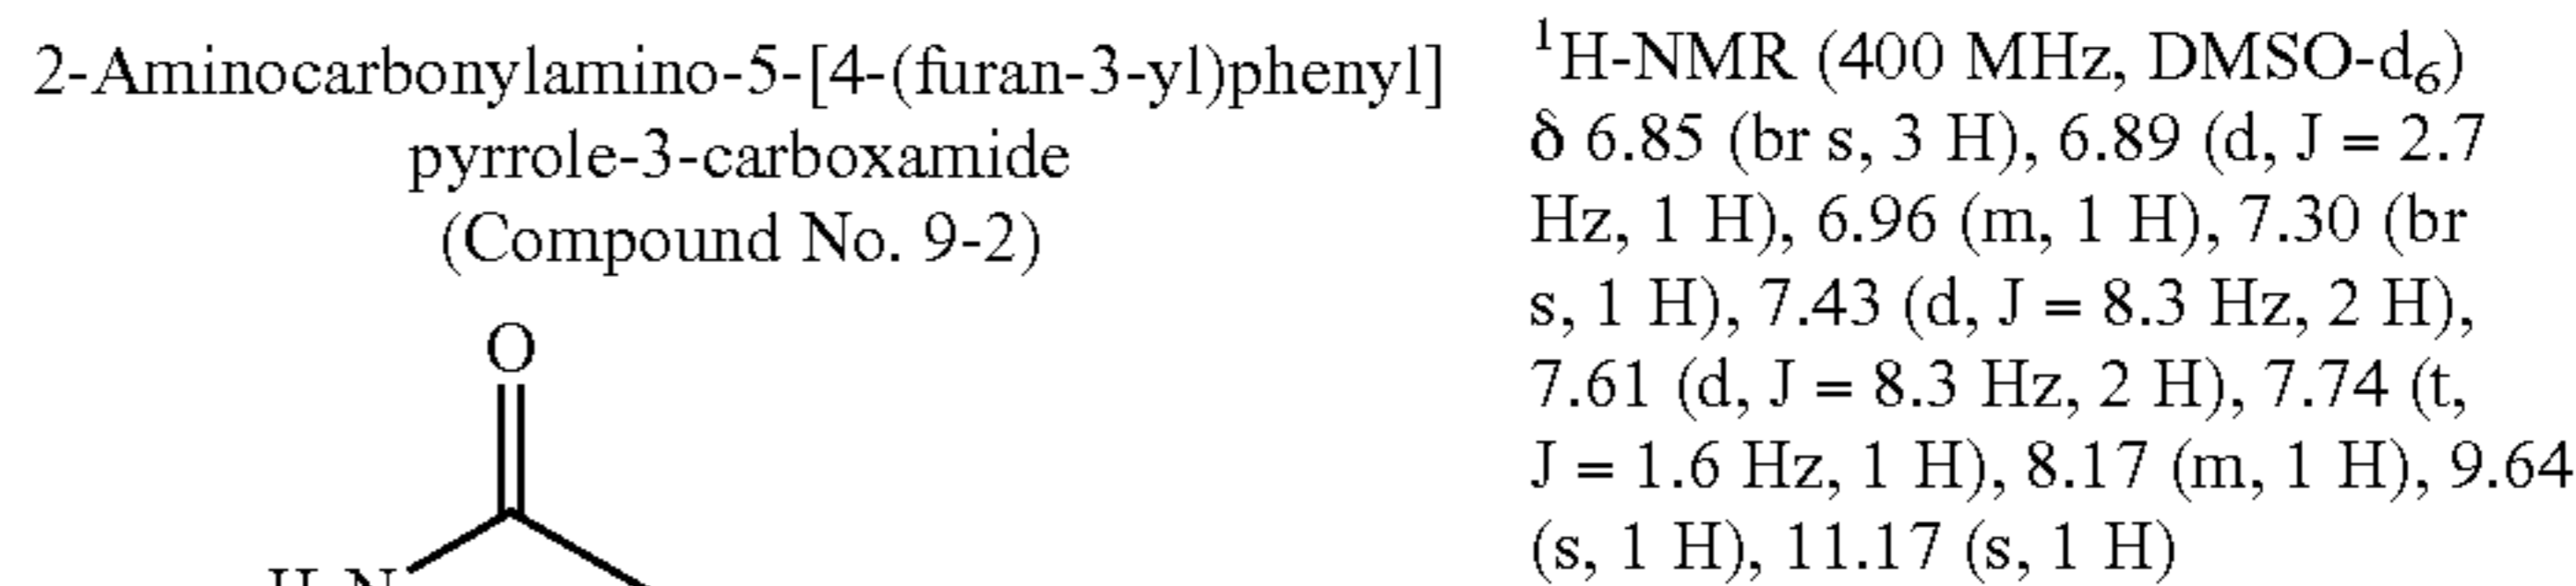 2-Aminocarbonylamino-5-[4-(furan-3-yl)phenyl]
pyrrole-3-carboxamide
(Compound No. 9-2)
O
H₂N
¹H-NMR (400 MHz, DMSO-d₆)
δ 6.85 (br s, 3 H), 6.89 (d, J = 2.7
Hz, 1 H), 6.96 (m, 1 H), 7.30 (br
s, 1 H), 7.43 (d, J = 8.3 Hz, 2 H),
7.61 (d, J = 8.3 Hz, 2 H), 7.74 (t,
J = 1.6 Hz, 1 H), 8.17 (m, 1 H), 9.64
(s, 1 H), 11.17 (s, 1 H)